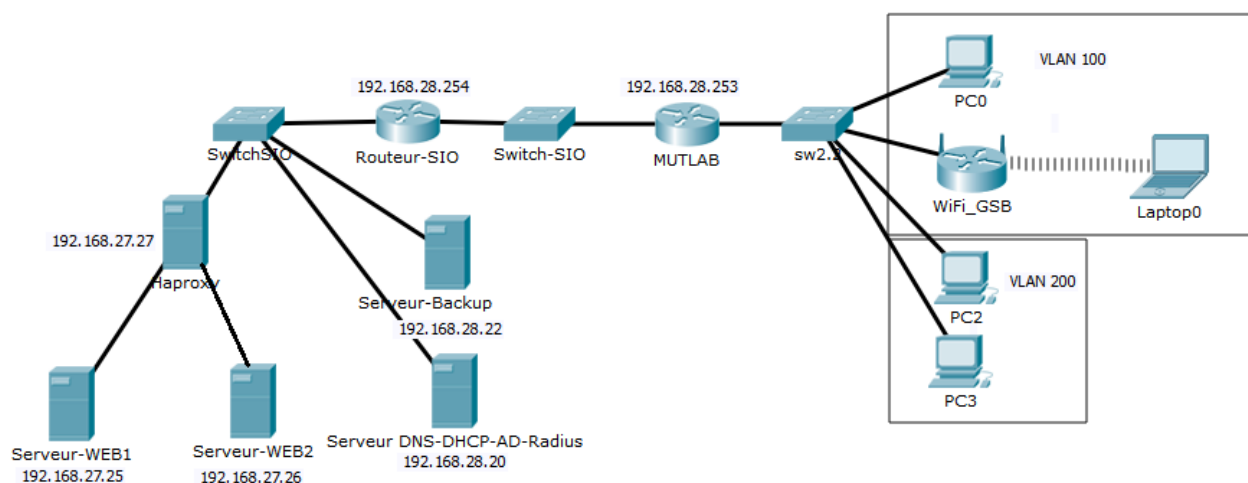 VLAN 100
PC0
192.168.28.254
192.168.28.253
SwitchSIO
Routeur-SIO
Switch-SIO
MUTLAB
sw2.2
WiFi_GSB
Laptop0
192.168.27.27
Haproxy
Serveur-Backup
VLAN 200
PC2
192.168.28.22
PC3
Serveur-WEB1
192.168.27.25
Serveur-WEB2
192.168.27.26
Serveur DNS-DHCP-AD-Radius
192.168.28.20